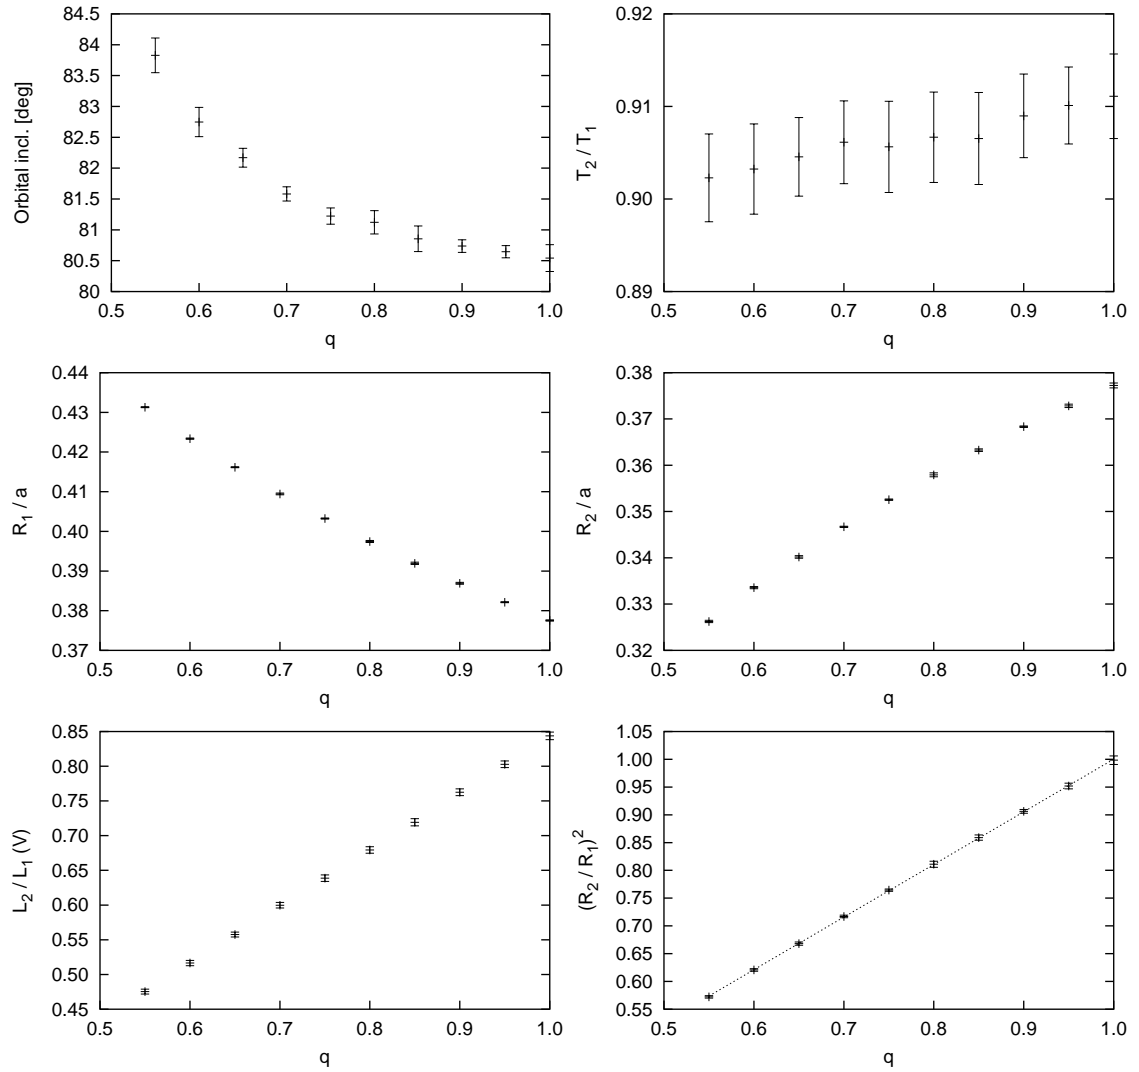 84.5
84
83.5
83
82.5
82
81.5
81
80.5
80
Orbital incl. [deg]
0.5 0.6 0.7 0.8 0.9 1.0
q
0.92
0.91
0.90
0.89
T2 / T1
0.5 0.6 0.7 0.8 0.9 1.0
q
0.44
0.43
0.42
0.41
0.40
0.39
0.38
0.37
R1 / a
0.5 0.6 0.7 0.8 0.9 1.0
q
0.38
0.37
0.36
0.35
0.34
0.33
0.32
R2 / a
0.5 0.6 0.7 0.8 0.9 1.0
q
0.85
0.80
0.75
0.70
0.65
0.60
0.55
0.50
0.45
L2 / L1 (V)
0.5 0.6 0.7 0.8 0.9 1.0
q
1.05
1.00
0.95
0.90
0.85
0.80
0.75
0.70
0.65
0.60
0.55
(R2 / R1)2
0.5 0.6 0.7 0.8 0.9 1.0
q